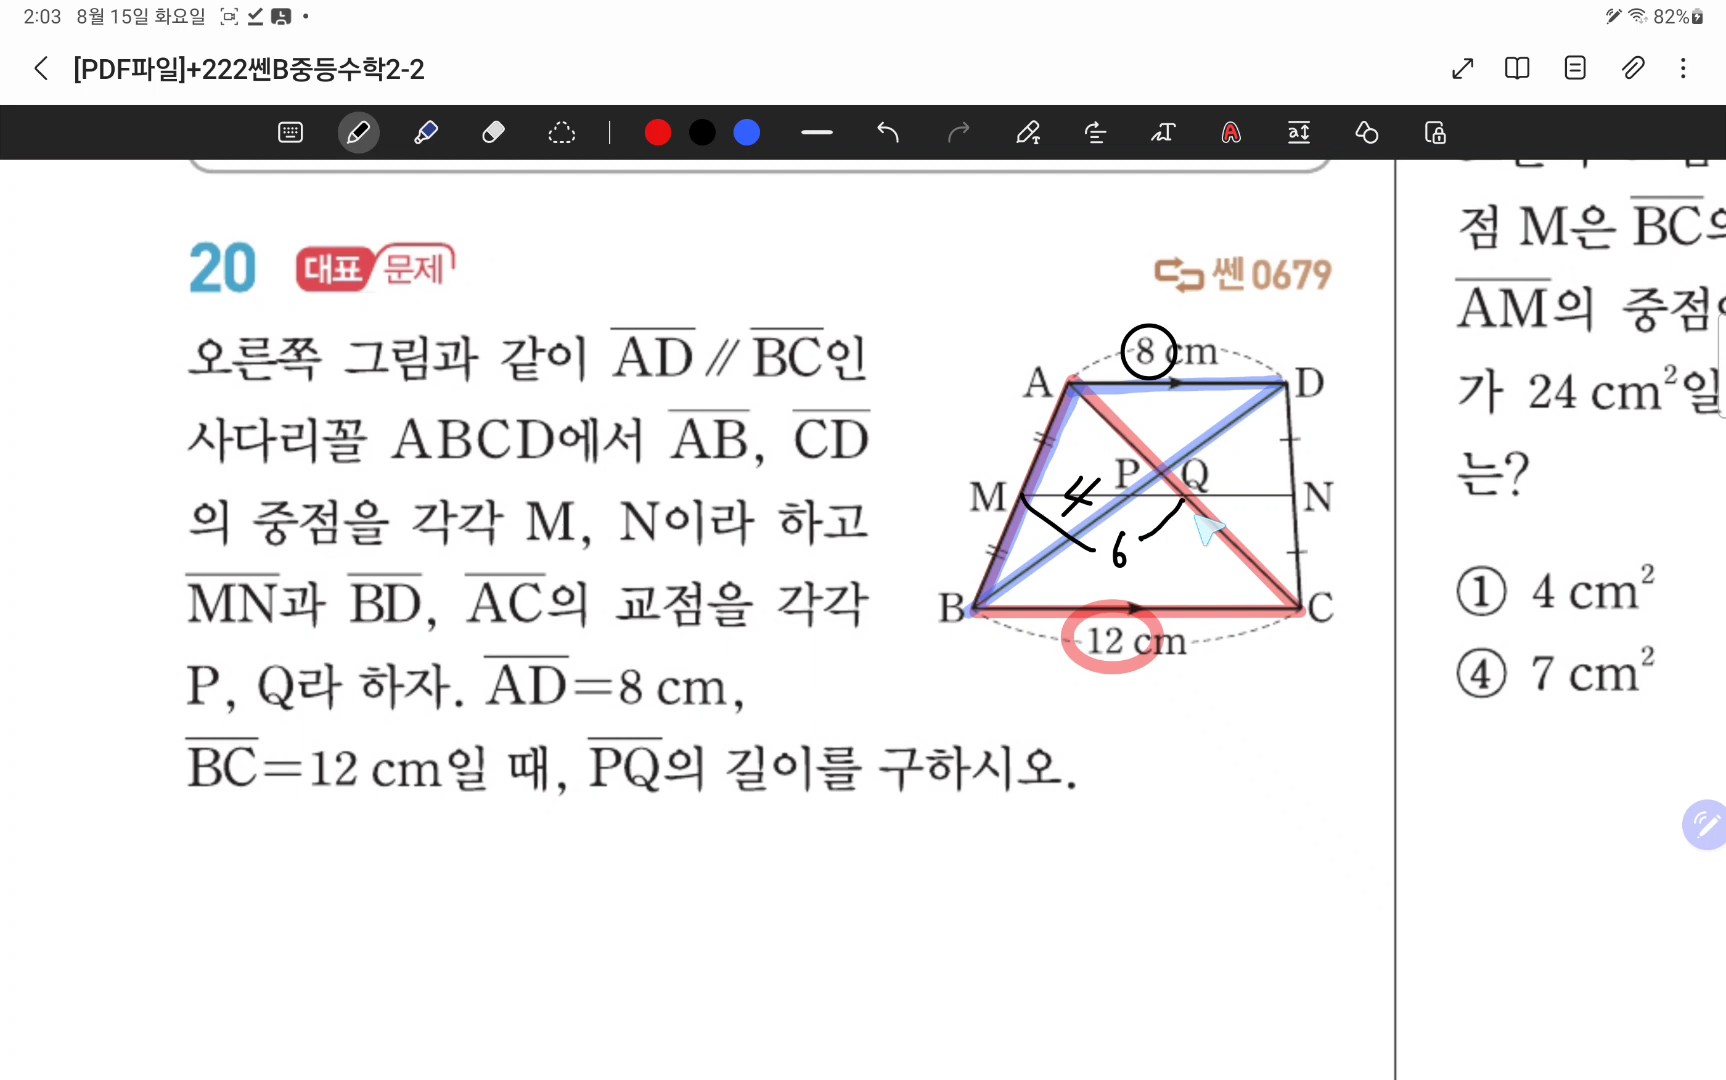 2:03 8월 15일 화요일
82%
[PDF파일]+222쎈B중등수학2-2
20 대표 문제
쎈 0679
오른쪽 그림과 같이 AD // BC인
사다리꼴 ABCD에서 AB, CD
의 중점을 각각 M, N이라 하고
MN과 BD, AC의 교점을 각각
P, Q라 하자. AD=8 cm,
BC=12 cm일 때, PQ의 길이를 구하시오.
8 cm
A
D
P
Q
M
4
N
6
B
C
12 cm
점 M은 BC
AM의 중점
가 24 cm²일
는?
① 4 cm²
④ 7 cm²